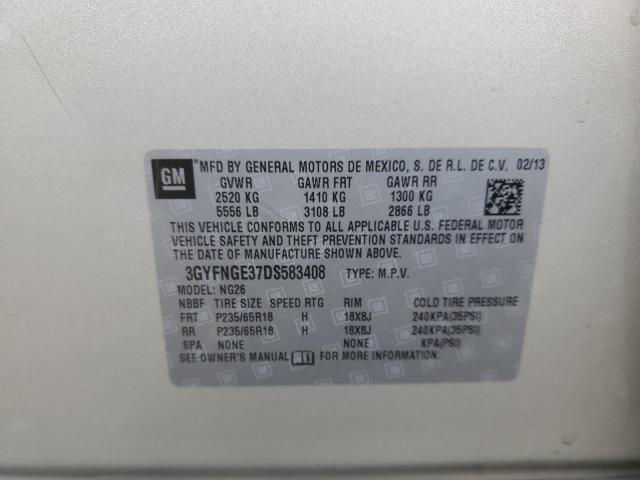 GM *MFD BY GENERAL MOTORS DE MEXICO, S. DE R.L. DE C.V. 02/13
GVWR GAWR FRT GAWR RR
2520 KG 1410 KG 1300 KG
5556 LB 3108 LB 2866 LB
THIS VEHICLE CONFORMS TO ALL APPLICABLE U.S. FEDERAL MOTOR
VEHICLE SAFETY AND THEFT PREVENTION STANDARDS IN EFFECT ON
THE DATE OF MANUFACTURE SHOWN ABOVE.
3GYFNGE37DS583408 TYPE: M.P.V.
MODEL: NG26
NBBF TIRE SIZE SPEED RTG RIM COLD TIRE PRESSURE
FRT P235/65R18 H 18X8J 240KPA(35PSI)
RR P235/65R18 H 18X8J 240KPA(35PSI)
SPA NONE NONE KPA(PSI)
SEE OWNER'S MANUAL FOR MORE INFORMATION.